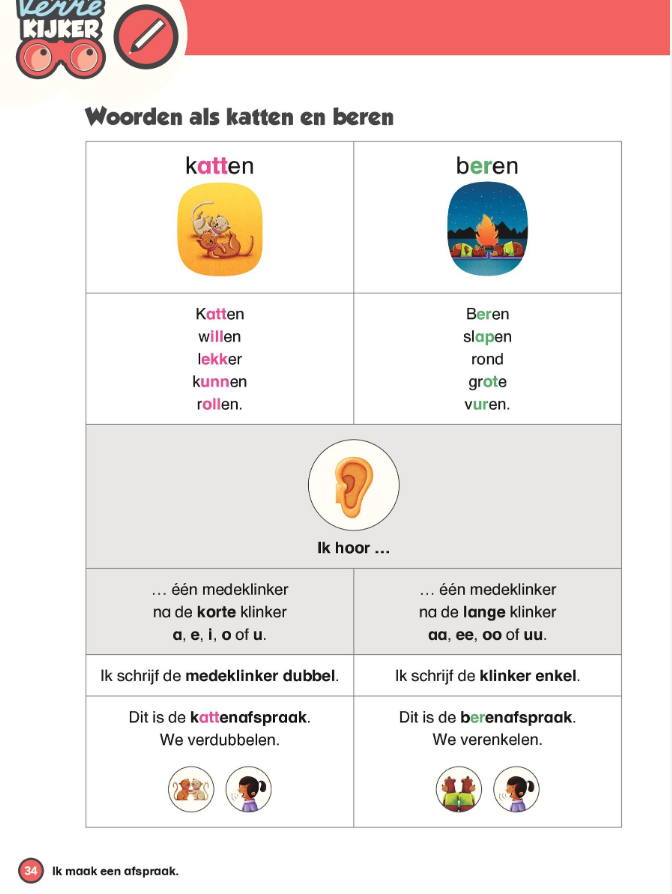 Verre
KIJKER
Woorden als katten en beren
katten
beren
Katten
willen
lekker
kunnen
rollen.
Beren
slapen
rond
grote
vuren.
Ik hoor ...
... één medeklinker
na de korte klinker
a, e, i, o of u.
... één medeklinker
na de lange klinker
aa, ee, oo of uu.
Ik schrijf de medeklinker dubbel.
Ik schrijf de klinker enkel.
Dit is de kattenafspraak.
We verdubbelen.
Dit is de berenafspraak.
We verenkelen.
34 Ik maak een afspraak.